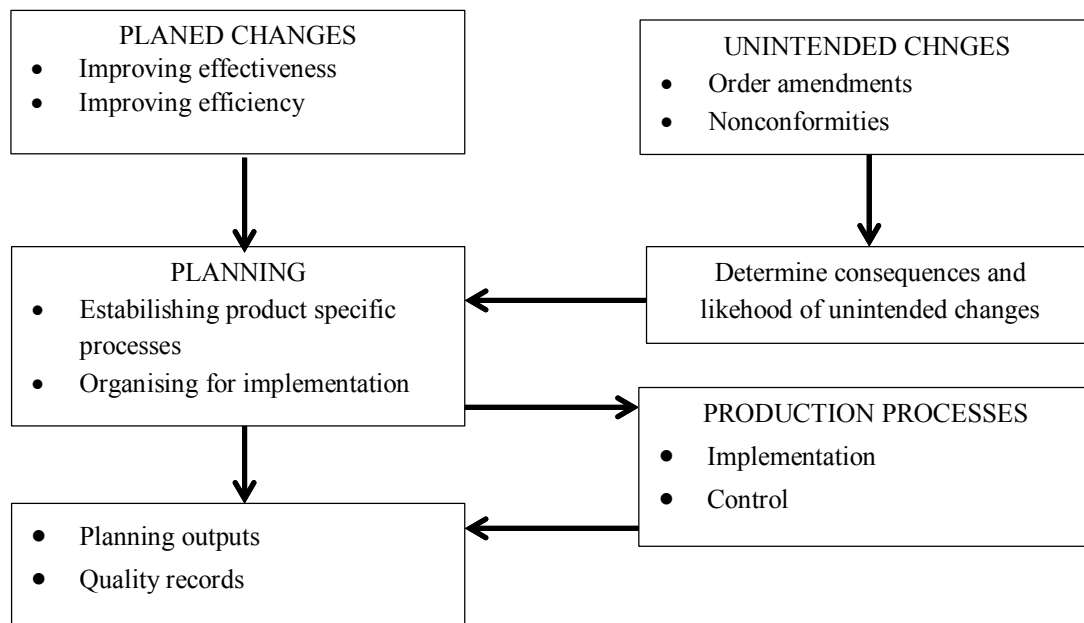 PLANED CHANGES
• Improving effectiveness
• Improving efficiency
UNINTENDED CHNGES
• Order amendments
• Nonconformities
PLANNING
• Estabilishing product specific
processes
• Organising for implementation
Determine consequences and
likehood of unintended changes
PRODUCTION PROCESSES
• Implementation
• Control
• Planning outputs
• Quality records